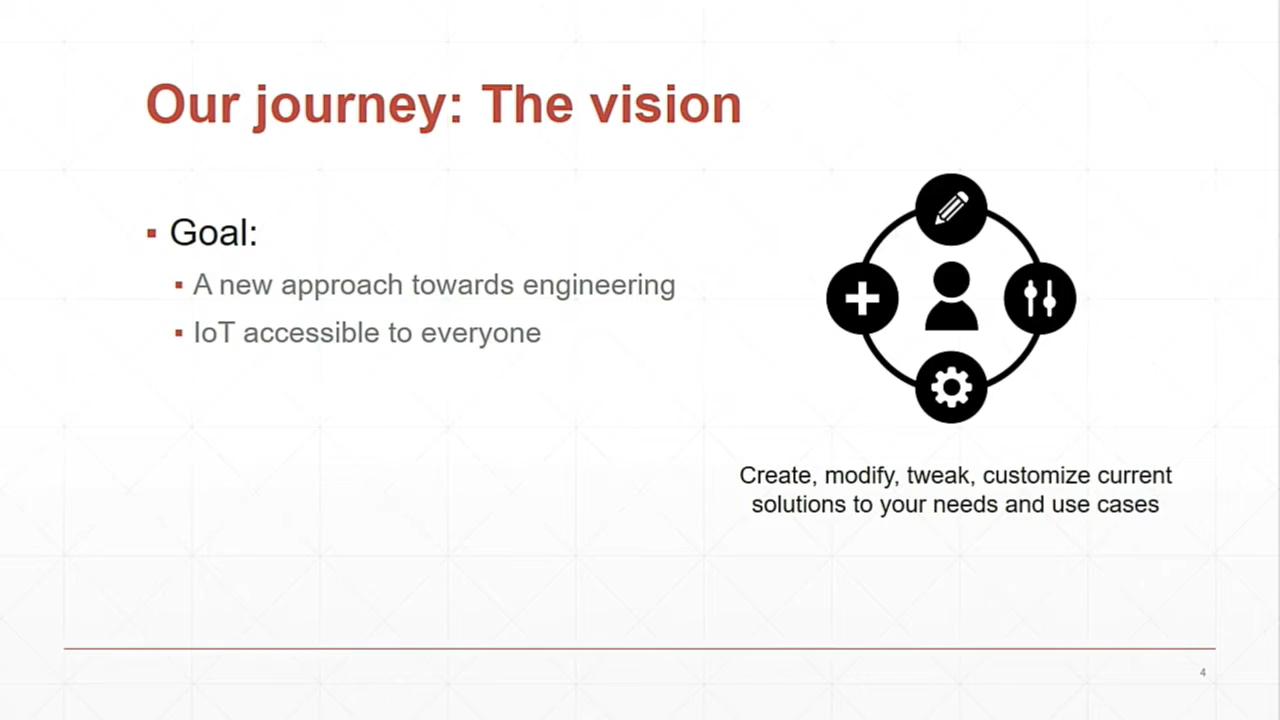 Our journey: The vision
Goal:
A new approach towards engineering
IoT accessible to everyone
Create, modify, tweak, customize current
solutions to your needs and use cases
4